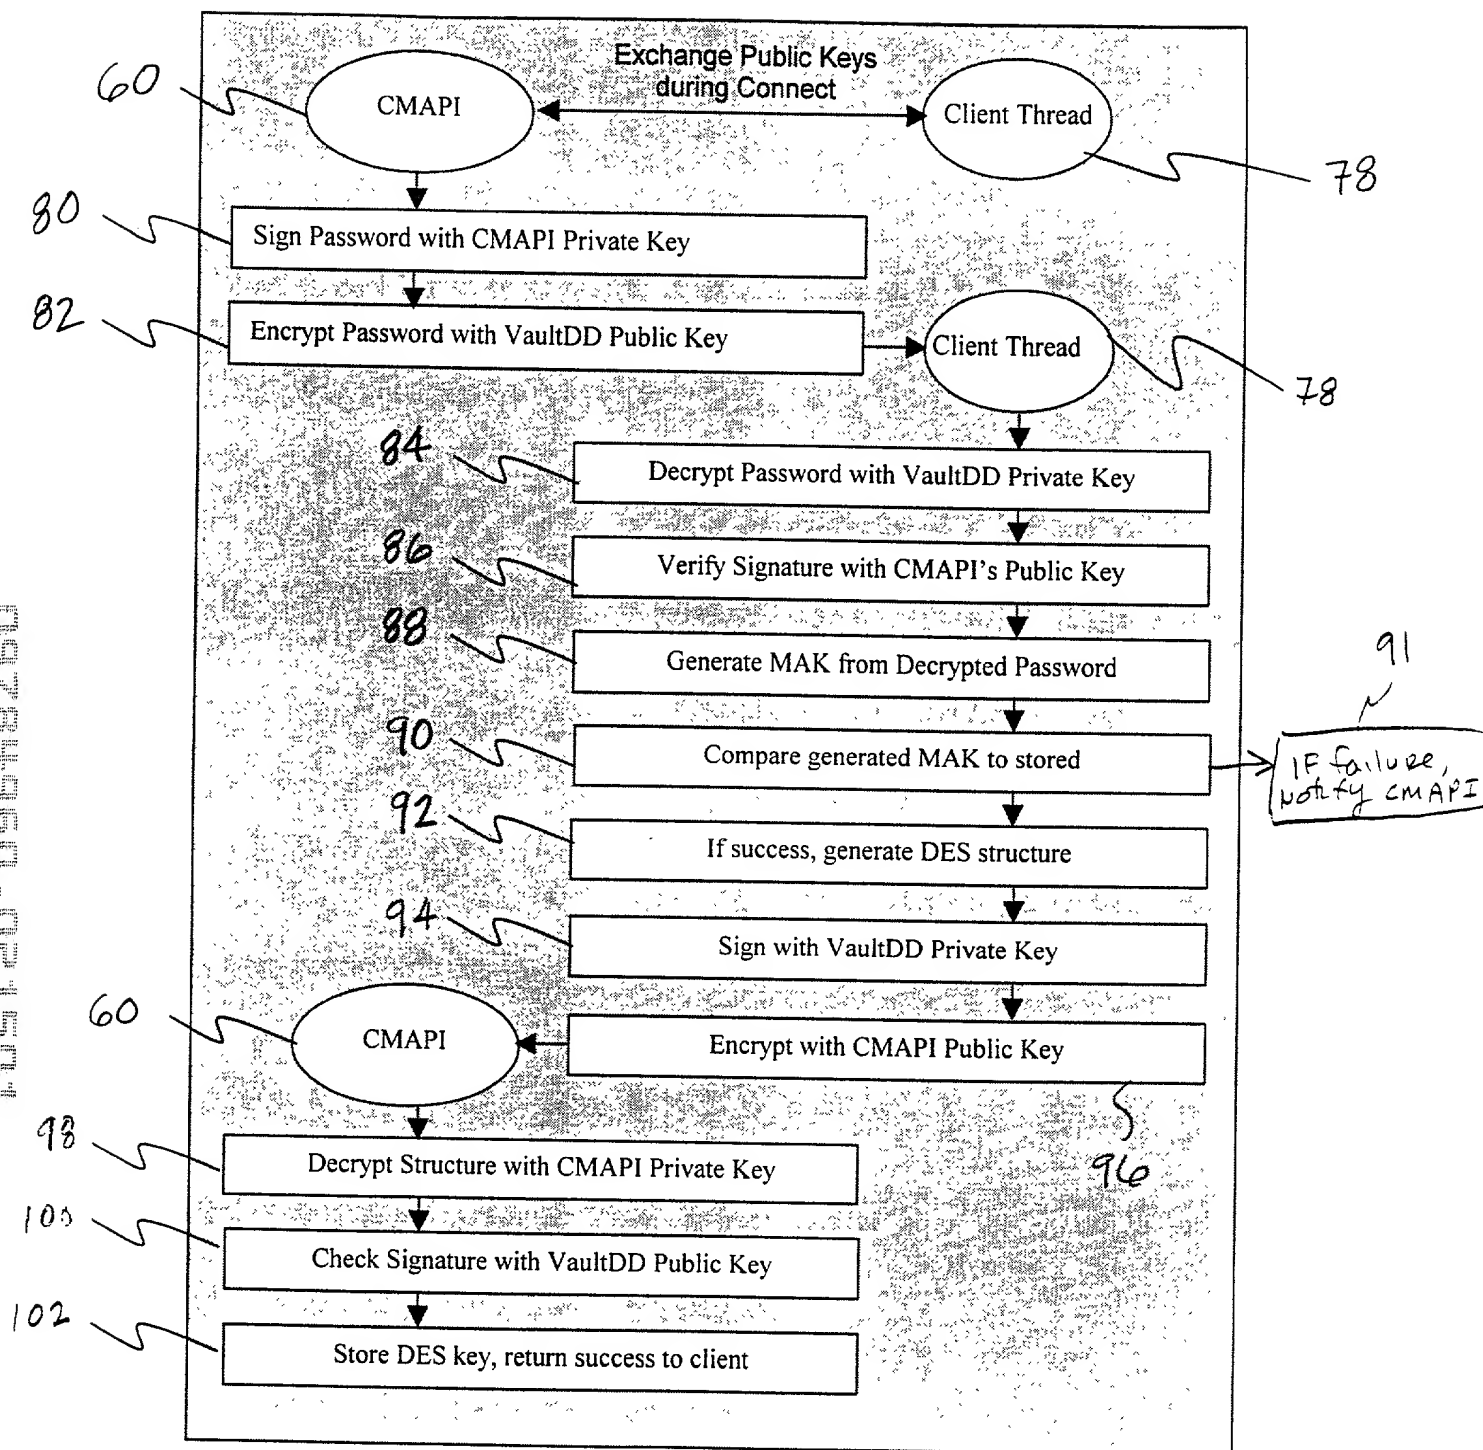 Exchange Public Keys
during Connect
60
CMAPI
Client Thread
78
80
Sign Password with CMAPI Private Key
82
Encrypt Password with VaultDD Public Key
Client Thread
78
84
Decrypt Password with VaultDD Private Key
86
Verify Signature with CMAPI's Public Key
88
Generate MAK from Decrypted Password
91
90
Compare generated MAK to stored
IF failure,
notify CMAPI
92
If success, generate DES structure
94
Sign with VaultDD Private Key
60
CMAPI
Encrypt with CMAPI Public Key
96
98
Decrypt Structure with CMAPI Private Key
100
Check Signature with VaultDD Public Key
102
Store DES key, return success to client